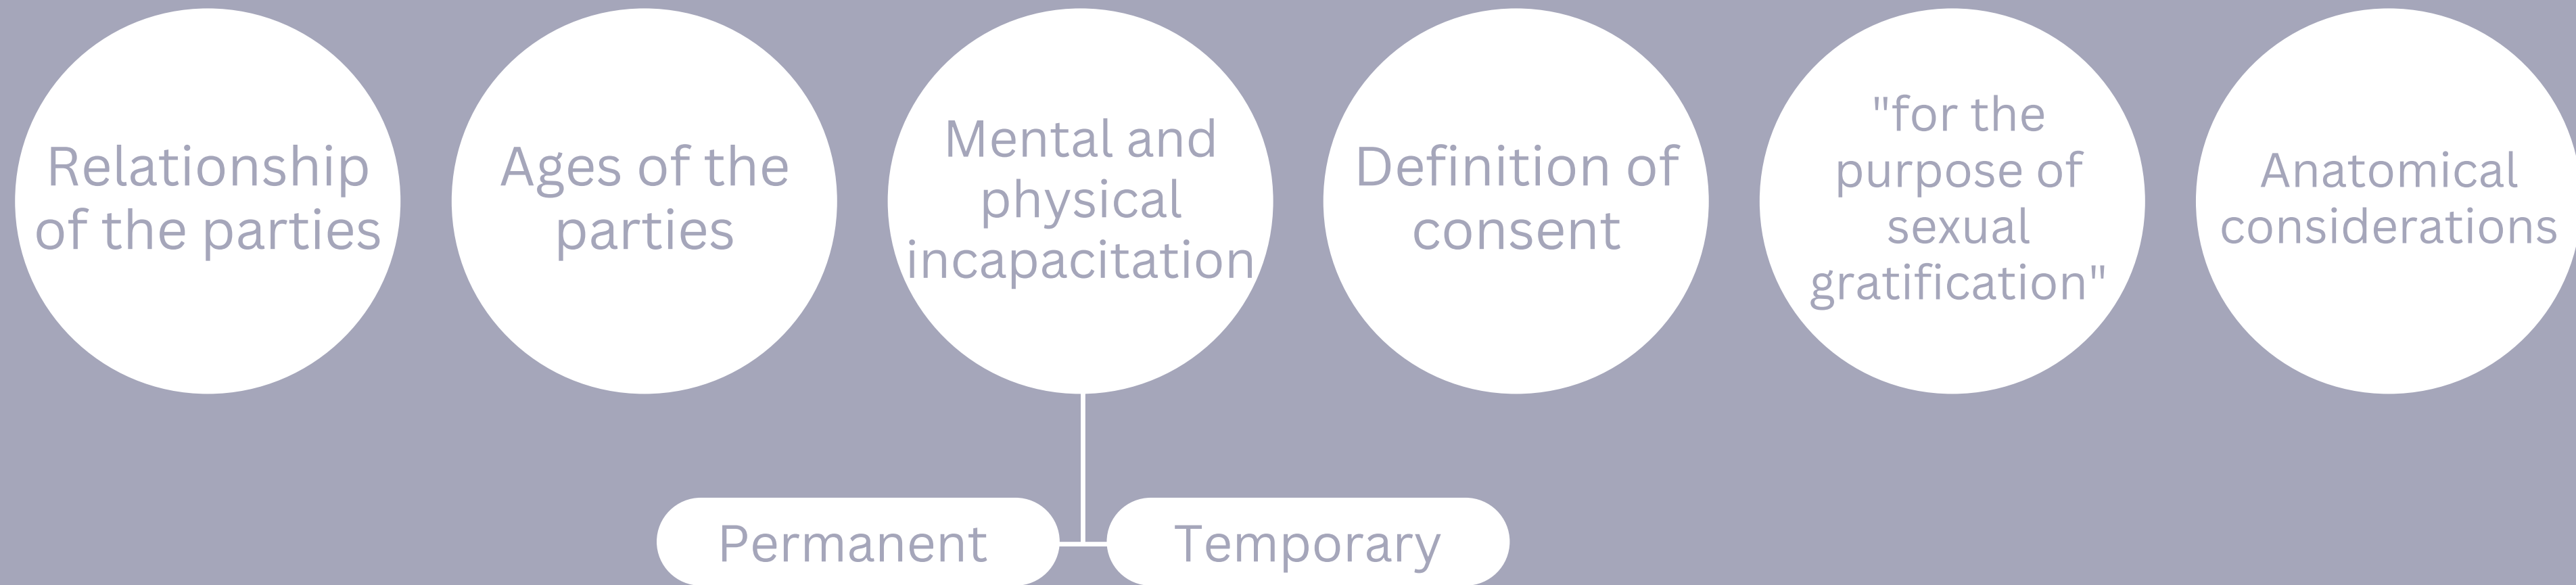 Relationship
of the parties
Ages of the
parties
Mental and
physical
incapacitation
Definition of
consent
"for the
purpose of
sexual
gratification"
Anatomical
considerations
Permanent
Temporary